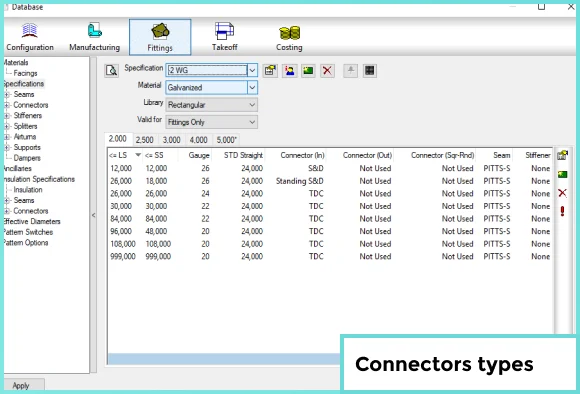 Database
Configuration Manufacturing Fittings Takeoff Costing
Materials
Facings
Specifications
Seams
Connectors
Stiffeners
Splitters
Airturns
Supports
Dampers
Ancillaries
Insulation Specifications
Insulation
Seams
Connectors
Effective Diameters
Pattern Switches
Pattern Options
Specification 2 WG
Material Galvanized
Library Rectangular
Valid for Fittings Only
2,000 2,500 3,000 4,000 5,000*
<= LS <= SS Gauge STD Straight Connector (In) Connector (Out) Connector (Sqr-Rnd) Seam Stiffener
12,000 12,000 26 24,000 S&D Not Used Not Used PITTS-S None
26,000 18,000 26 24,000 Standing S&D Not Used Not Used PITTS-S None
26,000 26,000 24 24,000 TDC Not Used Not Used PITTS-S None
30,000 30,000 22 24,000 TDC Not Used Not Used PITTS-S None
84,000 84,000 22 24,000 TDC Not Used Not Used PITTS-S None
96,000 48,000 20 24,000 TDC Not Used Not Used PITTS-S None
108,000 108,000 20 24,000 TDC Not Used Not Used PITTS-S None
999,000 999,000 20 24,000 TDC Not Used Not Used PITTS-S None
Connectors types
Apply